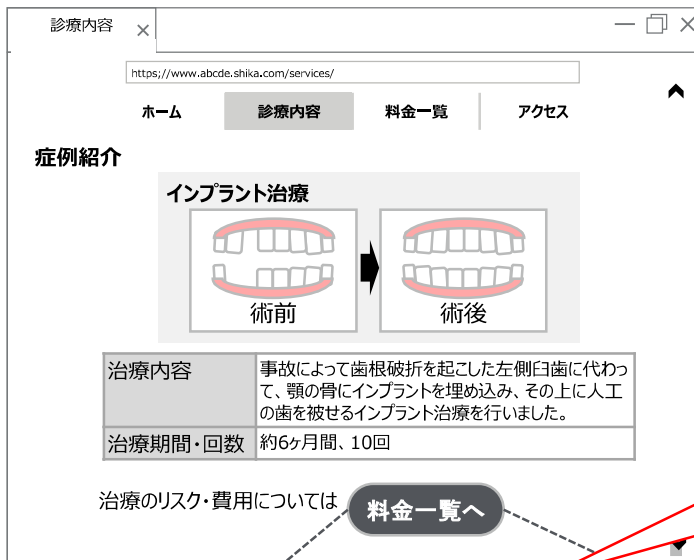 診療内容
https;//www.abcde.shika.com/services/
ホーム 診療内容 料金一覧 アクセス
症例紹介
インプラント治療
術前 術後
治療内容
事故によって歯根破折を起こした左側臼歯に代わっ
て、顎の骨にインプラントを埋め込み、その上に人工
の歯を被せるインプラント治療を行いました。
治療期間・回数 約6ヶ月間、10回
治療のリスク・費用については 料金一覧へ